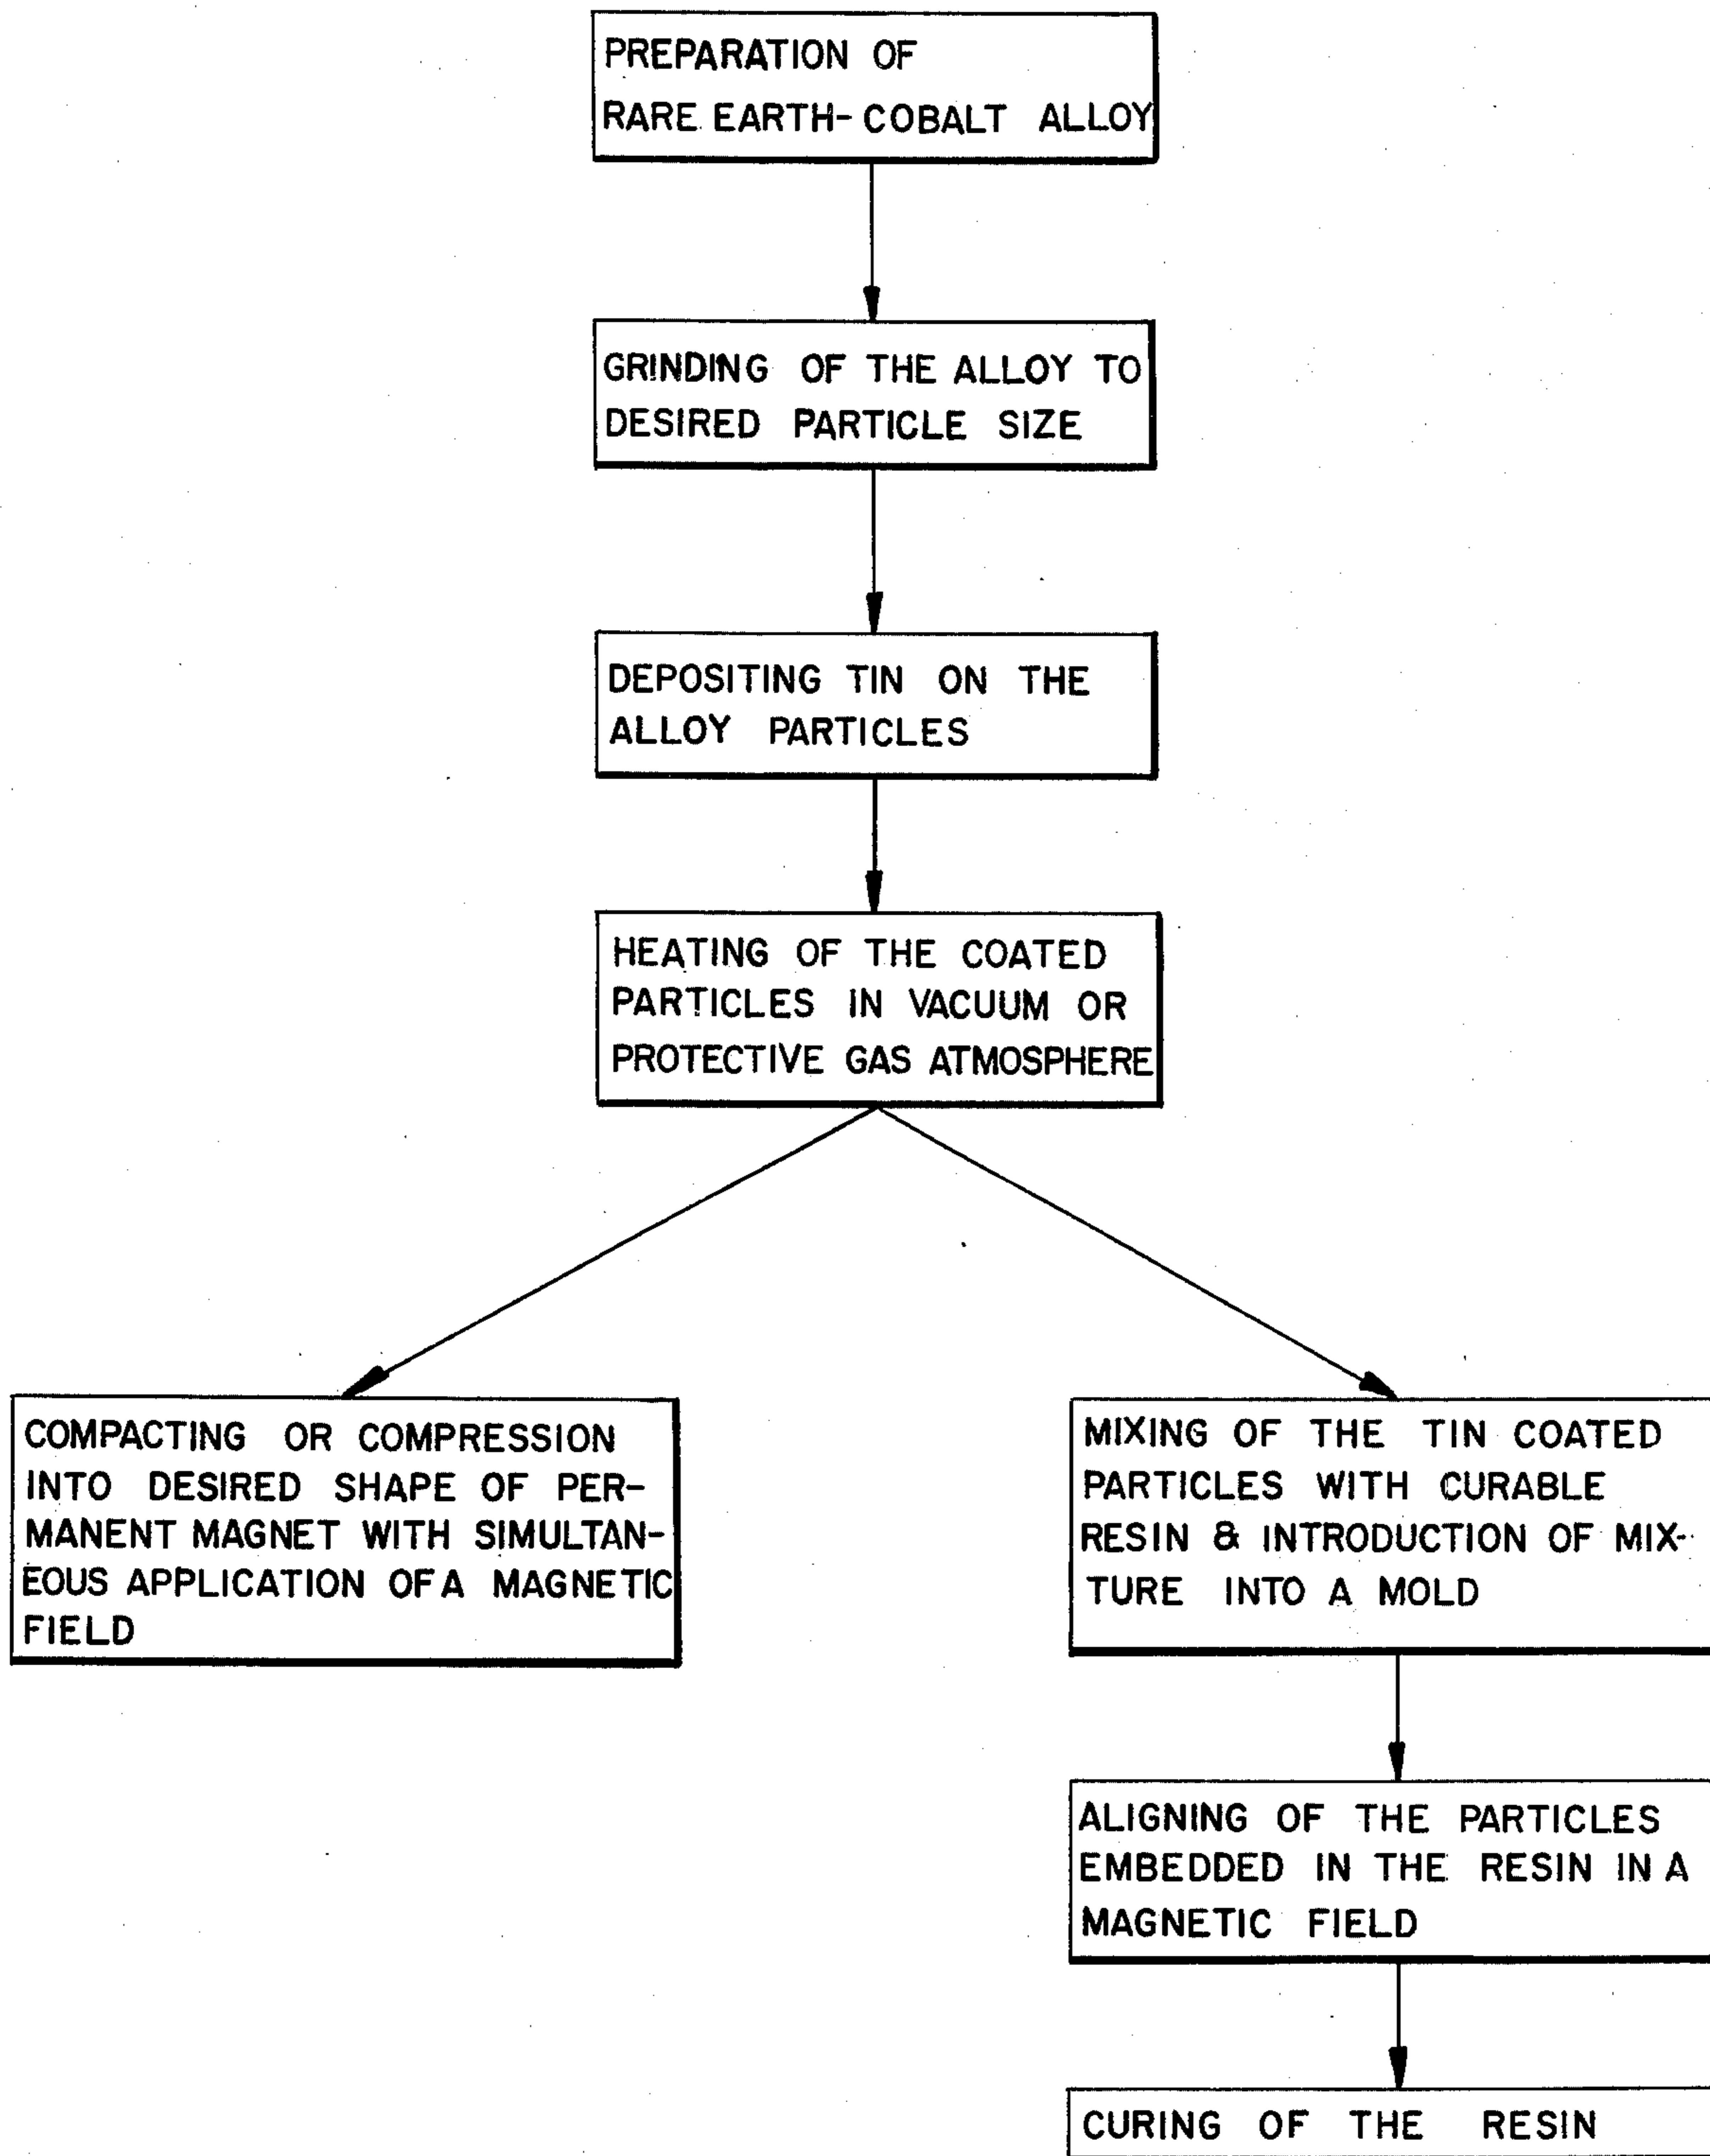 PREPARATION OF
RARE EARTH-COBALT ALLOY
GRINDING OF THE ALLOY TO
DESIRED PARTICLE SIZE
DEPOSITING TIN ON THE
ALLOY PARTICLES
HEATING OF THE COATED
PARTICLES IN VACUUM OR
PROTECTIVE GAS ATMOSPHERE
COMPACTING OR COMPRESSION
INTO DESIRED SHAPE OF PER-
MANENT MAGNET WITH SIMULTAN-
EOUS APPLICATION OF A MAGNETIC
FIELD
MIXING OF THE TIN COATED
PARTICLES WITH CURABLE
RESIN & INTRODUCTION OF MIX-
TURE INTO A MOLD
ALIGNING OF THE PARTICLES
EMBEDDED IN THE RESIN IN A
MAGNETIC FIELD
CURING OF THE RESIN